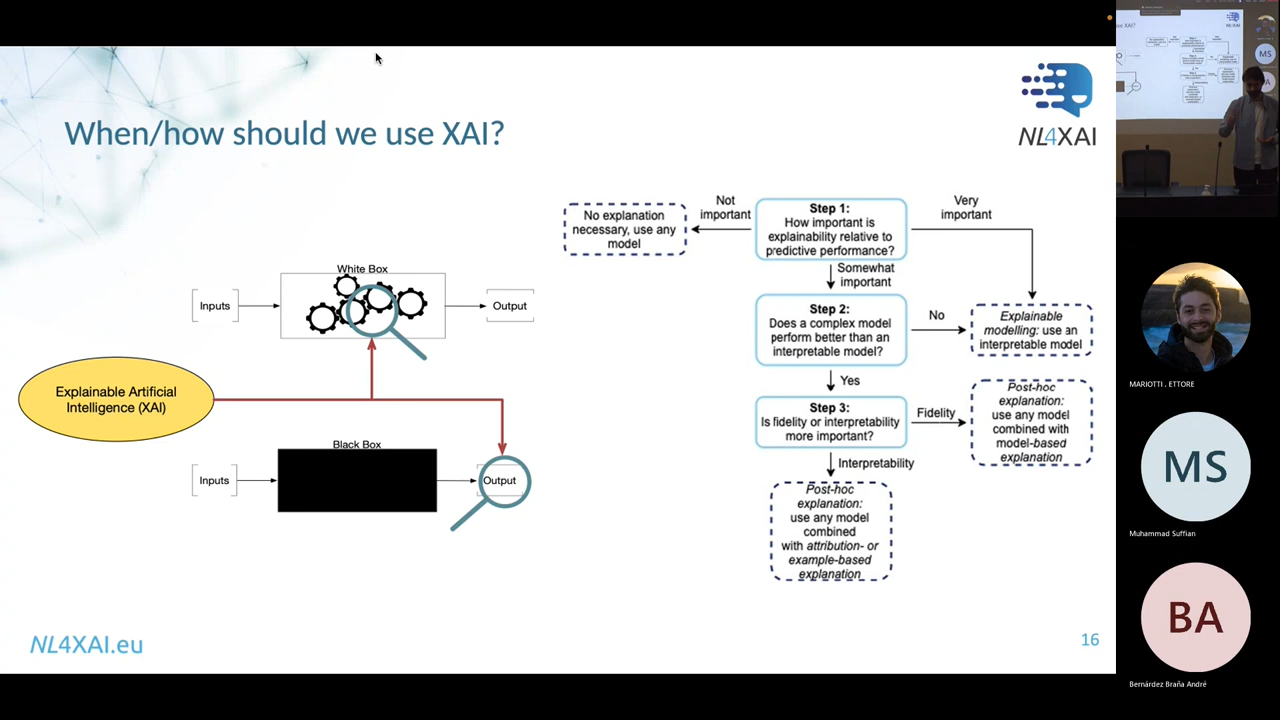 When/how should we use XAI?
NL4XAI
White Box
Inputs
Output
Explainable Artificial
Intelligence (XAI)
Black Box
Inputs
Output
No explanation
necessary, use any
model
Not
important
Step 1:
How important is
explainability relative to
predictive performance?
Very
important
Somewhat
important
Step 2:
Does a complex model
perform better than an
interpretable model?
No
Explainable
modelling: use an
interpretable model
Yes
Step 3:
Is fidelity or interpretability
more important?
Fidelity
Post-hoc
explanation:
use any model
combined with
model-based
explanation
Interpretability
Post-hoc
explanation:
use any model
combined
with attribution- or
example-based
explanation
NL4XAI.eu
16
MARIOTTI . ETTORE
MS
Muhammad Suffian
BA
Bernárdez Braña André
MS